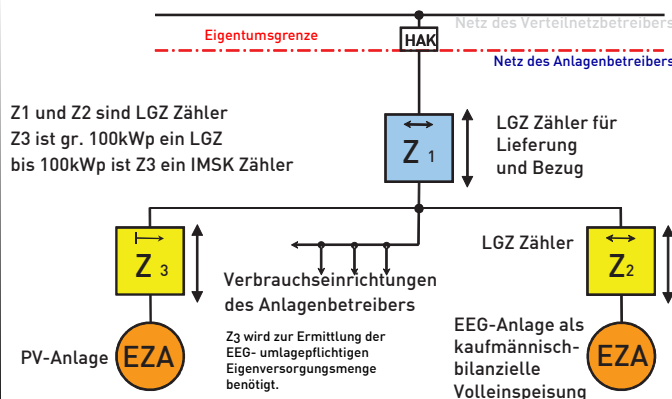 Netz des Verteilnetzbetreibers
Eigentumsgrenze
HAK
Netz des Anlagenbetreibers
Z1 und Z2 sind LGZ Zähler
Z3 ist gr. 100kWp ein LGZ
bis 100kWp ist Z3 ein IMSK Zähler
Z 1
LGZ Zähler für
Lieferung
und Bezug
Z 3
Verbrauchseinrichtungen
des Anlagenbetreibers
LGZ Zähler
Z 2
Z3 wird zur Ermittlung der
EEG- umlagepflichtigen
Eigenversorgungsmenge
benötigt.
PV-Anlage
EZA
EEG-Anlage als
kaufmännisch-
bilanzielle
Volleinspeisung
EZA